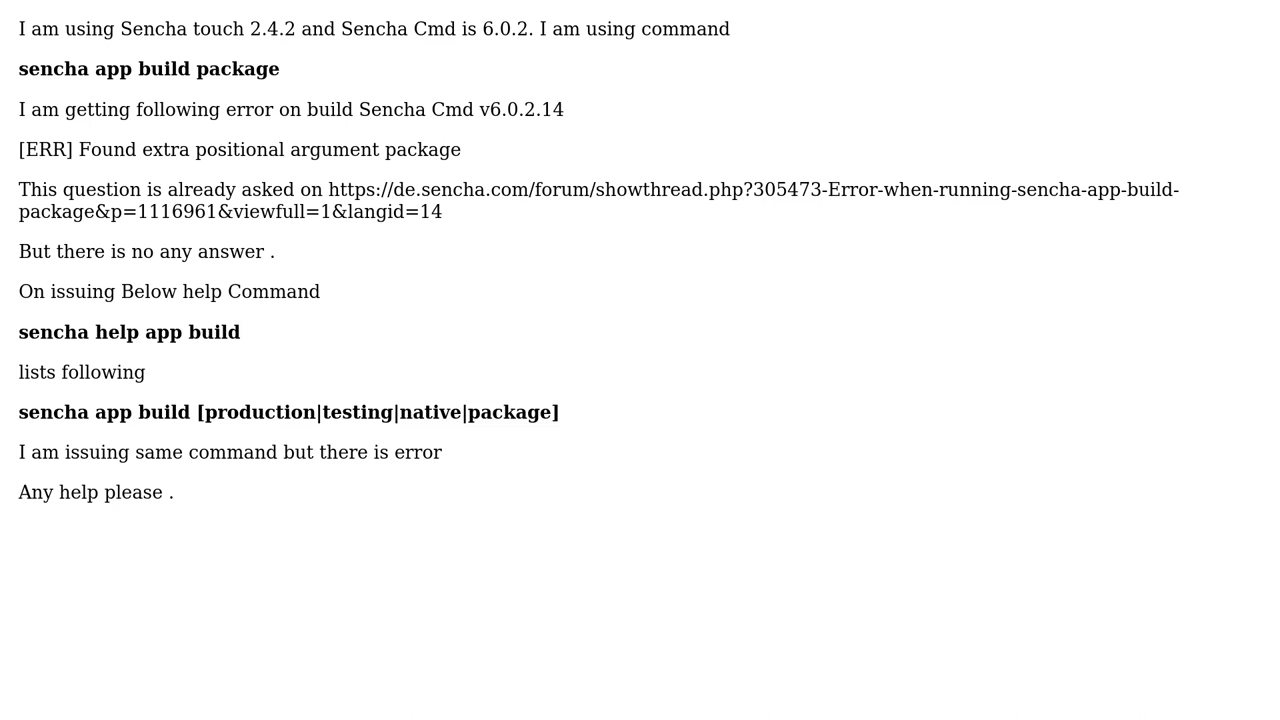 I am using Sencha touch 2.4.2 and Sencha Cmd is 6.0.2. I am using command
sencha app build package
I am getting following error on build Sencha Cmd v6.0.2.14
[ERR] Found extra positional argument package
This question is already asked on https://de.sencha.com/forum/showthread.php?305473-Error-when-running-sencha-app-build-
package&p=1116961&viewfull=1&langid=14
But there is no any answer .
On issuing Below help Command
sencha help app build
lists following
sencha app build [production|testing|native|package]
I am issuing same command but there is error
Any help please .